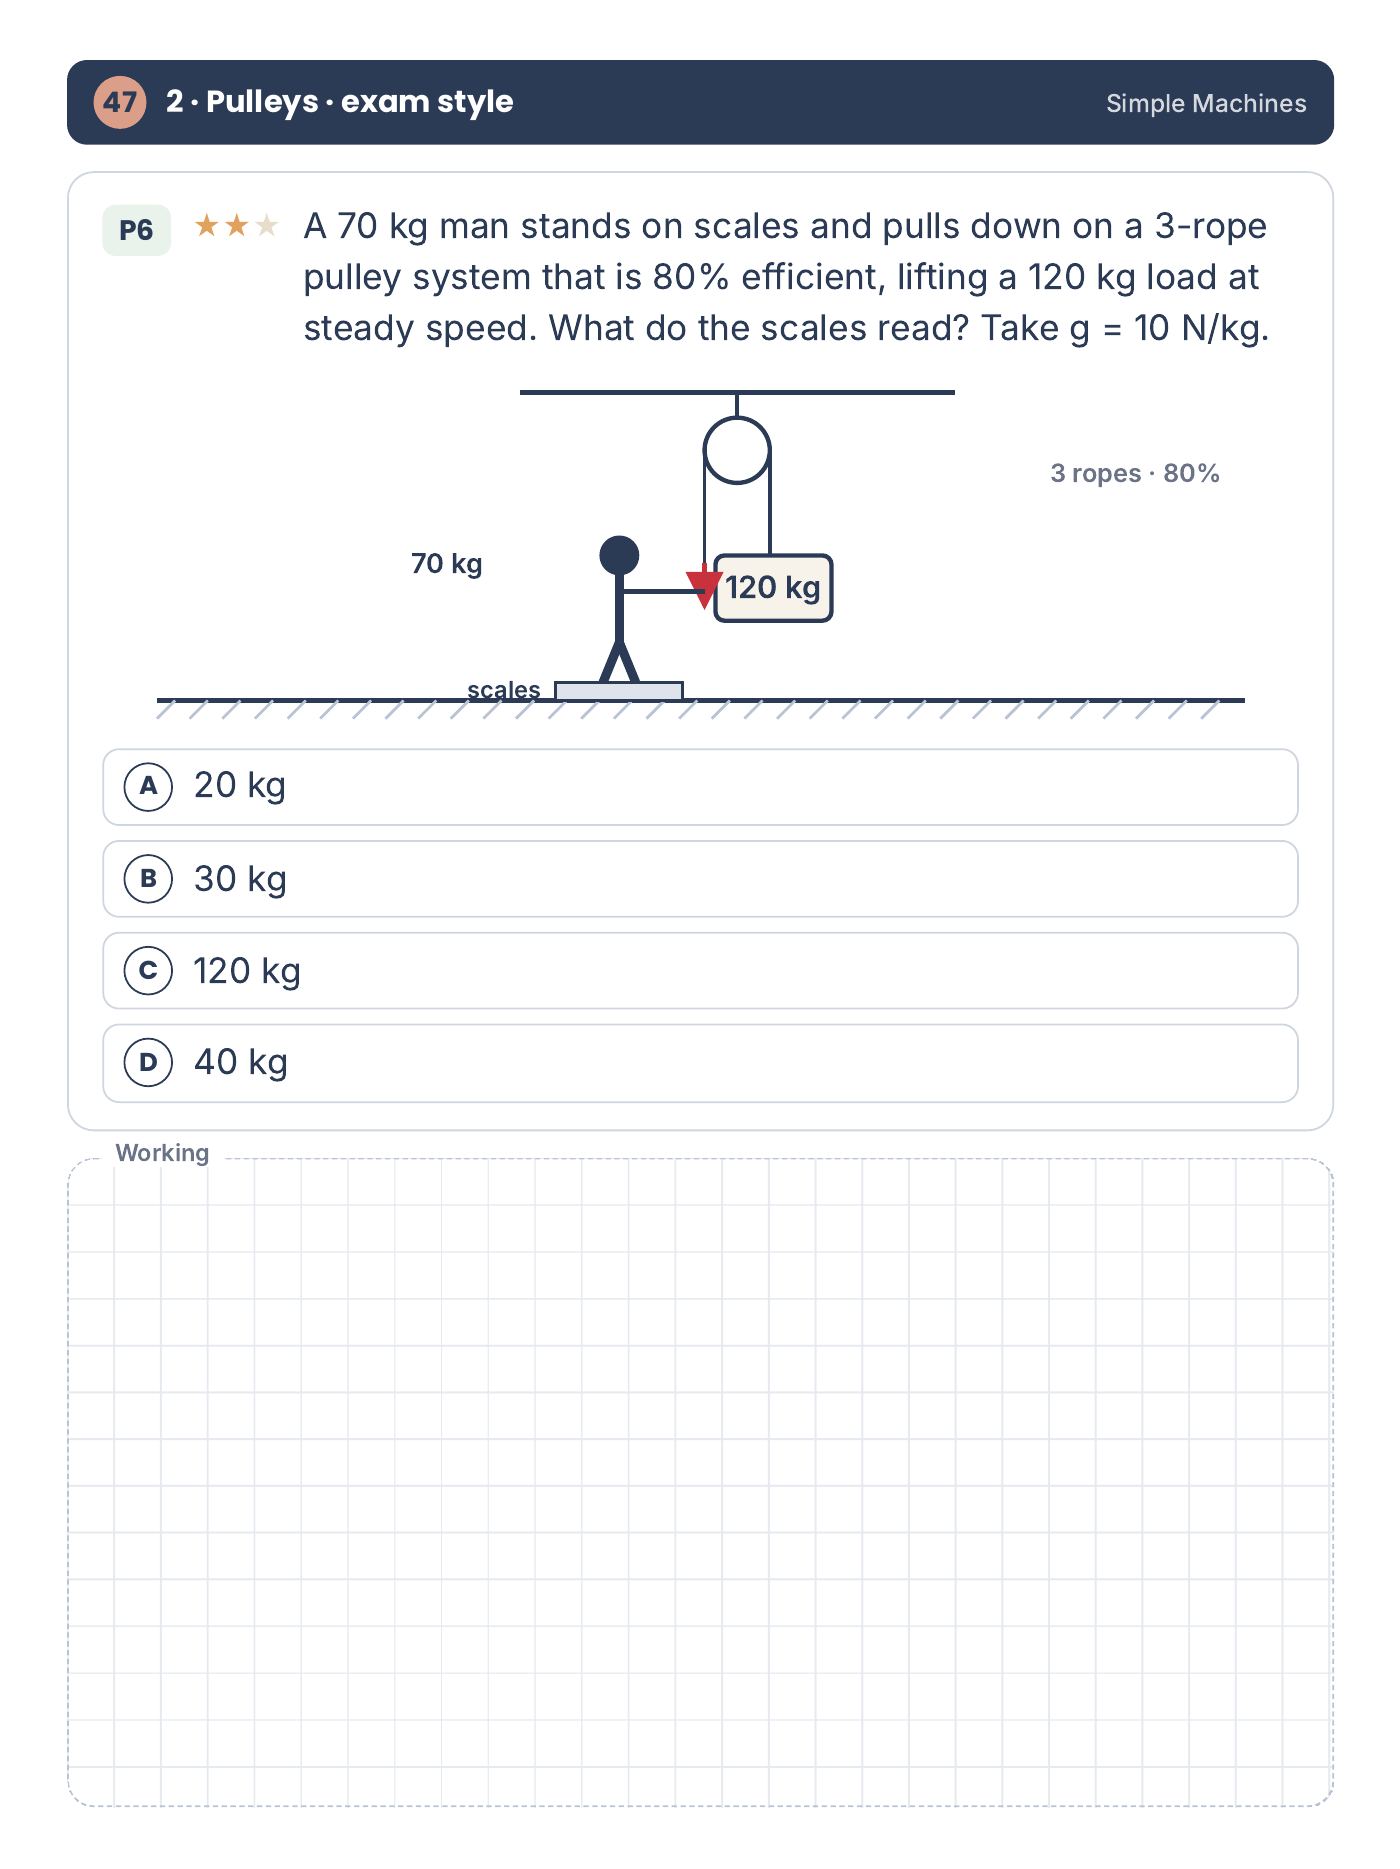 47 2 · Pulleys · exam style Simple Machines
P6 ★★★ A 70 kg man stands on scales and pulls down on a 3-rope
pulley system that is 80% efficient, lifting a 120 kg load at
steady speed. What do the scales read? Take g = 10 N/kg.
3 ropes · 80%
70 kg
120 kg
scales
A 20 kg
B 30 kg
C 120 kg
D 40 kg
Working